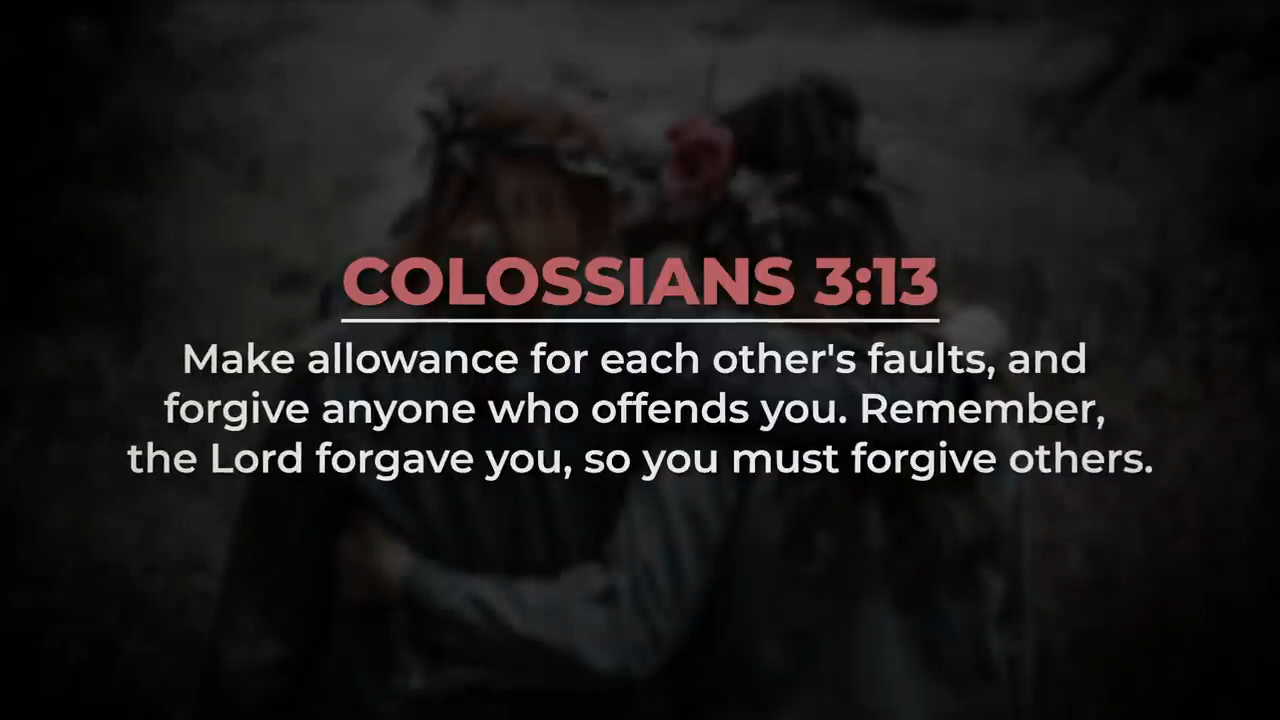 COLOSSIANS 3:13
Make allowance for each other's faults, and
forgive anyone who offends you. Remember,
the Lord forgave you, so you must forgive others.